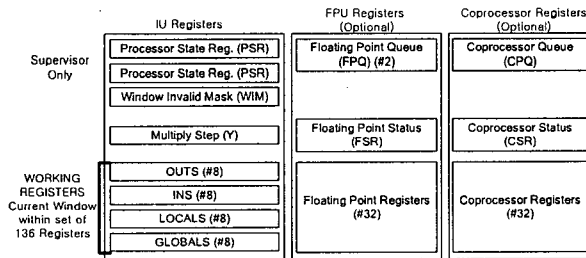 IU Registers
FPU Registers
(Optional)
Coprocessor Registers
(Optional)
Supervisor
Only
Processor State Reg. (PSR)
Processor State Reg. (PSR)
Window Invalid Mask (WIM)
Multiply Step (Y)
Floating Point Queue
(FPQ) (#2)
Floating Point Status
(FSR)
Coprocessor Queue
(CPQ)
Coprocessor Status
(CSR)
WORKING
REGISTERS
Current Window
within set of
136 Registers
OUTS (#8)
INS (#8)
LOCALS (#8)
GLOBALS (#8)
Floating Point Registers
(#32)
Coprocessor Registers
(#32)